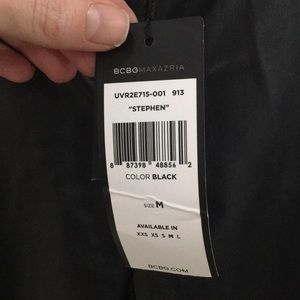 BCBGMAXAZRIA
UVR2E715-001 913
"STEPHEN"
8 87398 48856 2
COLOR BLACK
SIZE M
AVAILABLE IN
XXS XS S M L
BCBG.COM